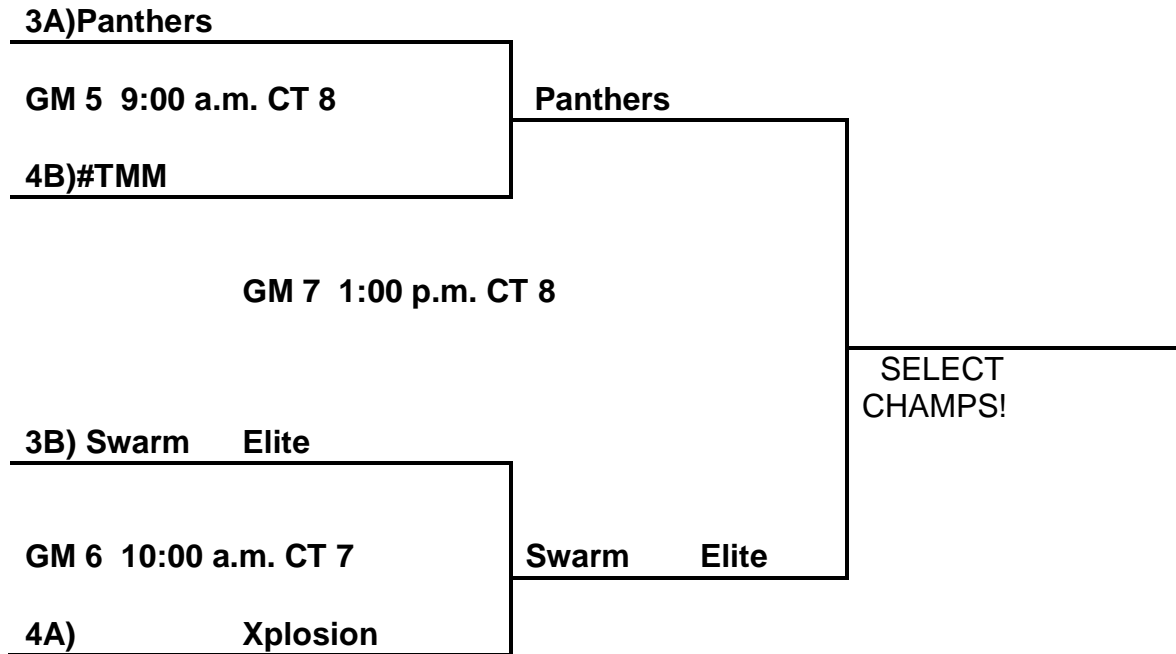 3A)Panthers
GM 5 9:00 a.m. CT 8
Panthers
4B)#TMM
GM 7 1:00 p.m. CT 8
SELECT
CHAMPS!
3B) Swarm Elite
GM 6 10:00 a.m. CT 7
Swarm Elite
4A) Xplosion